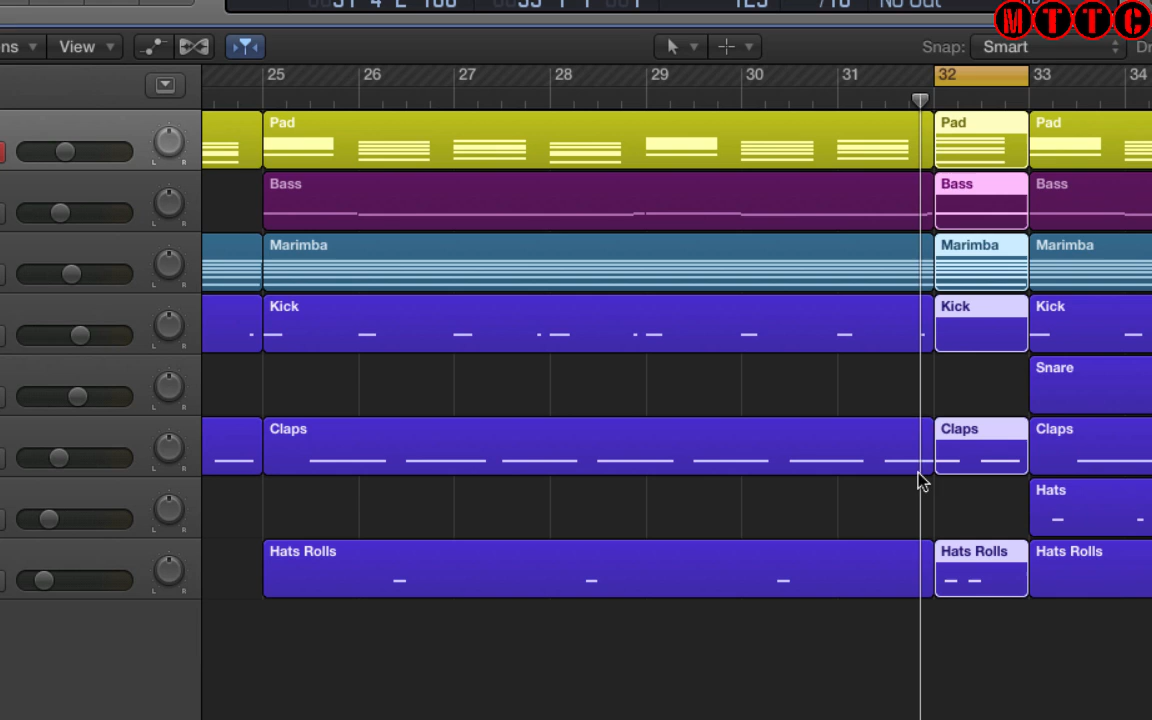 MTTC
ns View Snap: Smart
25 26 27 28 29 30 31 32 33 34
Pad Pad Pad
Bass Bass Bass
Marimba Marimba Marimba
Kick Kick Kick
Snare
Claps Claps Claps
Hats
Hats Rolls Hats Rolls Hats Rolls
L R
L R
L R
L R
L R
L R
L R
L R